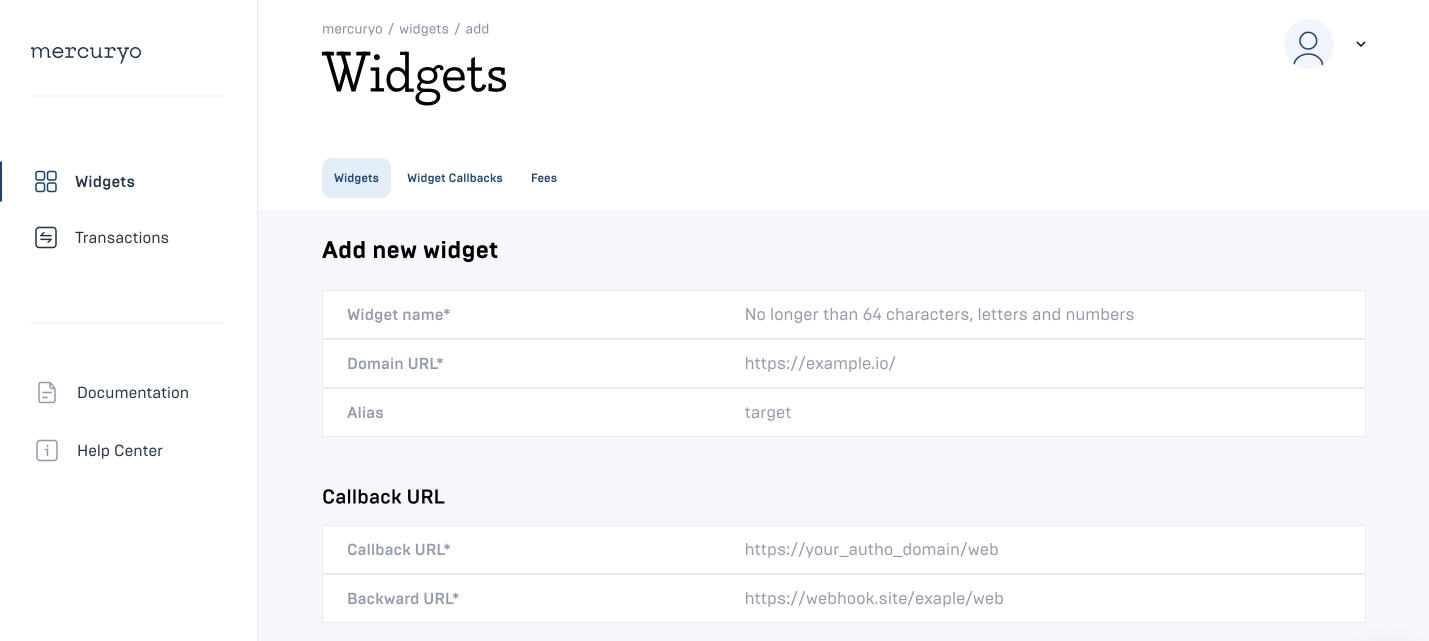 mercuryo
Widgets
Transactions
Documentation
Help Center
mercuryo / widgets / add
Widgets
Widgets Widget Callbacks Fees
Add new widget
Widget name* No longer than 64 characters, letters and numbers
Domain URL* https://example.io/
Alias target
Callback URL
Callback URL* https://your_autho_domain/web
Backward URL* https://webhook.site/exaple/web